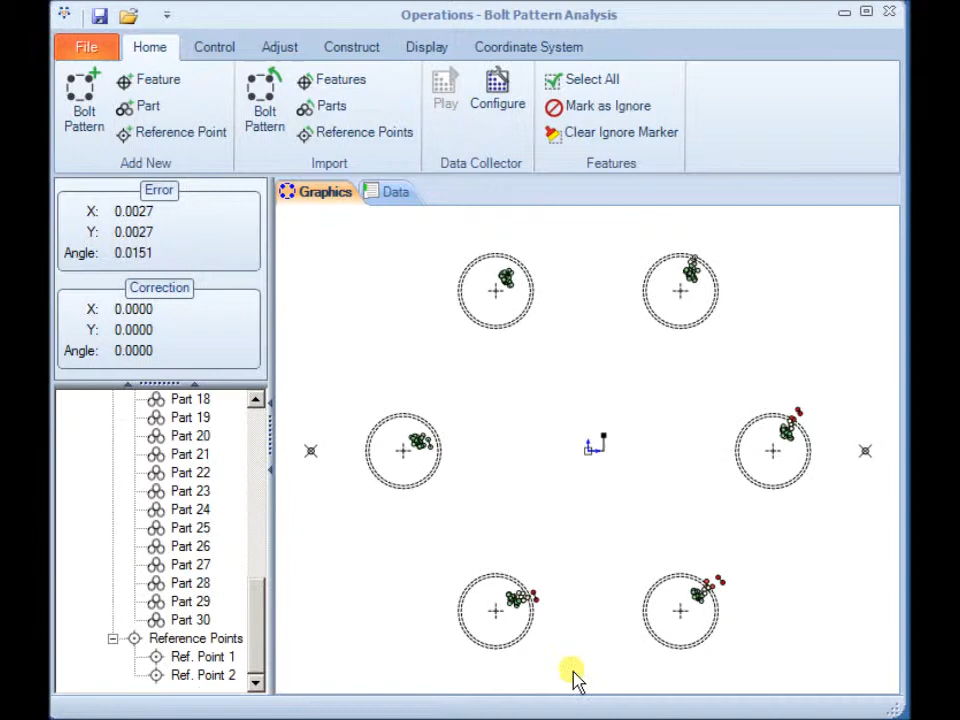 Operations - Bolt Pattern Analysis
File Home Control Adjust Construct Display Coordinate System
Bolt Pattern
Feature
Part
Reference Point
Add New
Bolt Pattern
Features
Parts
Reference Points
Import
Play Configure
Data Collector
Select All
Mark as Ignore
Clear Ignore Marker
Features
Error
X: 0.0027
Y: 0.0027
Angle: 0.0151
Correction
X: 0.0000
Y: 0.0000
Angle: 0.0000
Graphics Data
Part 18
Part 19
Part 20
Part 21
Part 22
Part 23
Part 24
Part 25
Part 26
Part 27
Part 28
Part 29
Part 30
Reference Points
Ref. Point 1
Ref. Point 2